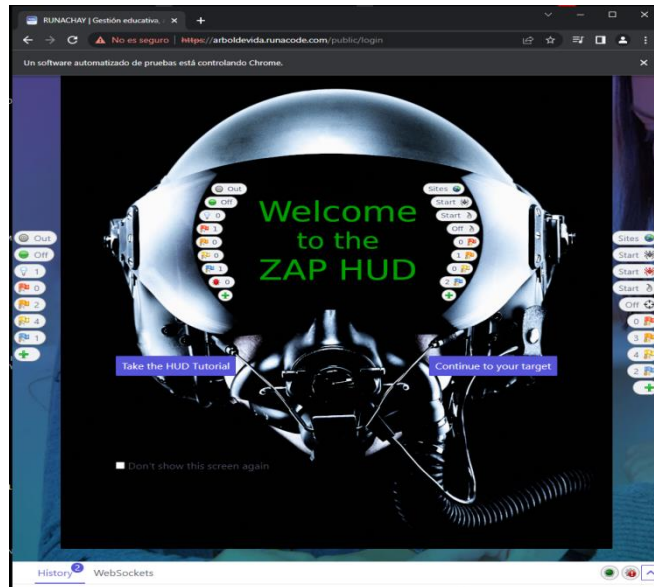 RUNACHAY | Gestión educativa,
No es seguro | https://arboldevida.runacode.com/public/login
Un software automatizado de pruebas está controlando Chrome.
Welcome
to the
ZAP HUD
Out
Off
0
1
0
0
1
0
Sites
Start
Start
Off
0
1
0
2
Out
Off
1
0
2
4
1
Sites
Start
Start
Start
Off
0
3
4
2
Take the HUD Tutorial
Continue to your target
Don't show this screen again
History 2
WebSockets